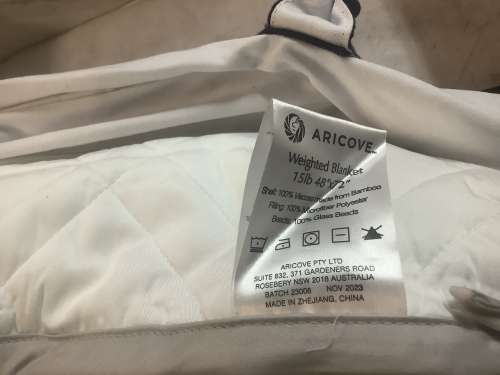 ARICOVE
Weighted Blanket
15lb 48"x72"
Shell: 100% Viscose made from Bamboo
Filling: 100% Microfiber Polyester
Beads: 100% Glass Beads
ARICOVE PTY LTD
SUITE 832, 371 GARDENERS ROAD
ROSEBERY NSW 2018 AUSTRALIA
BATCH 23008 NOV 2023
MADE IN ZHEJIANG, CHINA